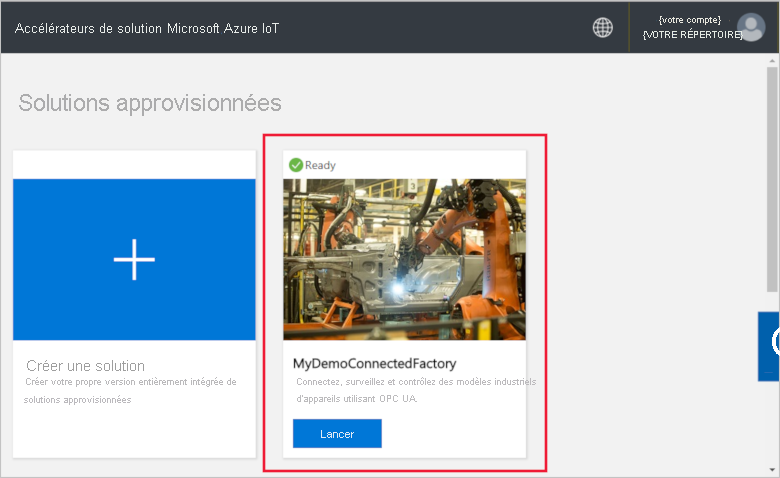 Accélérateurs de solution Microsoft Azure IoT
{votre compte}
{VOTRE RÉPERTOIRE}
Solutions approvisionnées
Créer une solution
Créer votre propre version entièrement intégrée de
solutions approvisionnées
Ready
MyDemoConnectedFactory
Connectez, surveillez et contrôlez des modèles industriels
d'appareils utilisant OPC UA.
Lancer